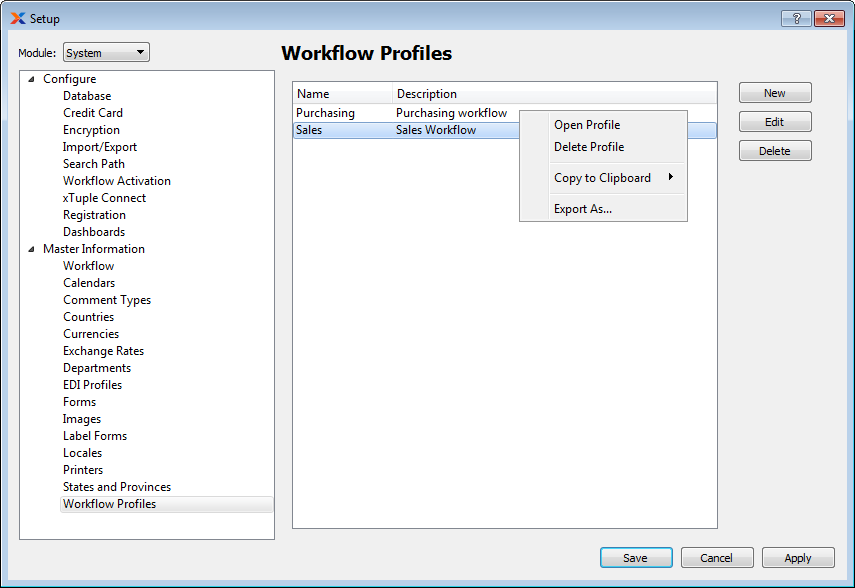 Setup
Module: System
Configure
Database
Credit Card
Encryption
Import/Export
Search Path
Workflow Activation
xTuple Connect
Registration
Dashboards
Master Information
Workflow
Calendars
Comment Types
Countries
Currencies
Exchange Rates
Departments
EDI Profiles
Forms
Images
Label Forms
Locales
Printers
States and Provinces
Workflow Profiles
Workflow Profiles
Name Description
Purchasing Purchasing workflow
Sales Sales Workflow
Open Profile
Delete Profile
Copy to Clipboard
Export As...
New
Edit
Delete
Save Cancel Apply